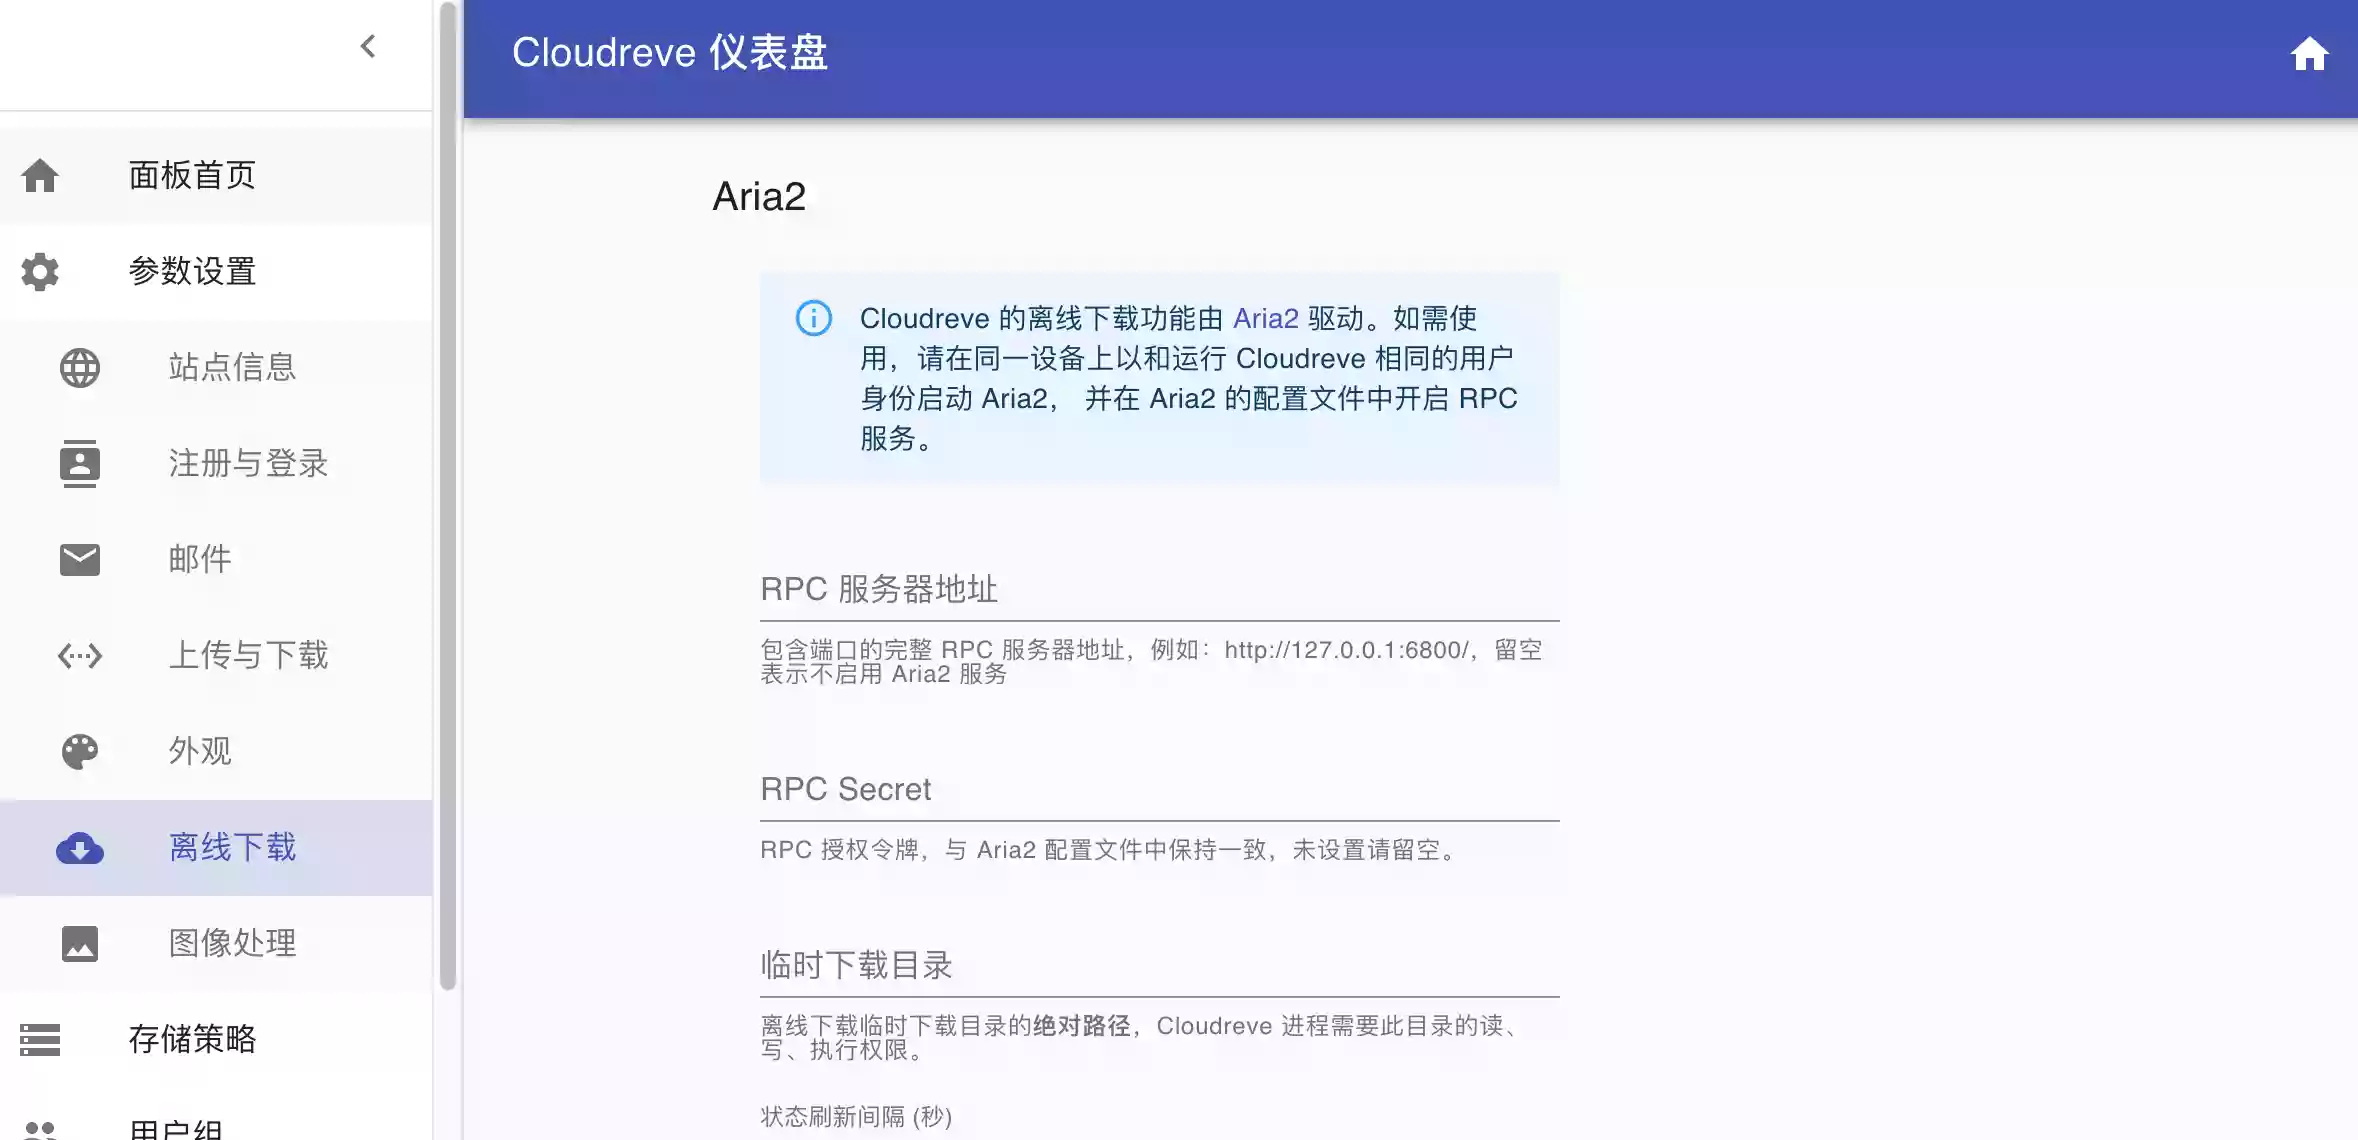 Cloudreve 仪表盘
面板首页
参数设置
站点信息
注册与登录
邮件
上传与下载
外观
离线下载
图像处理
存储策略
用户组
Aria2
Cloudreve 的离线下载功能由 Aria2 驱动。如需使
用，请在同一设备上以和运行 Cloudreve 相同的用户
身份启动 Aria2， 并在 Aria2 的配置文件中开启 RPC
服务。
RPC 服务器地址
包含端口的完整 RPC 服务器地址，例如：http://127.0.0.1:6800/，留空
表示不启用 Aria2 服务
RPC Secret
RPC 授权令牌，与 Aria2 配置文件中保持一致，未设置请留空。
临时下载目录
离线下载临时下载目录的绝对路径，Cloudreve 进程需要此目录的读、
写、执行权限。
状态刷新间隔 (秒)